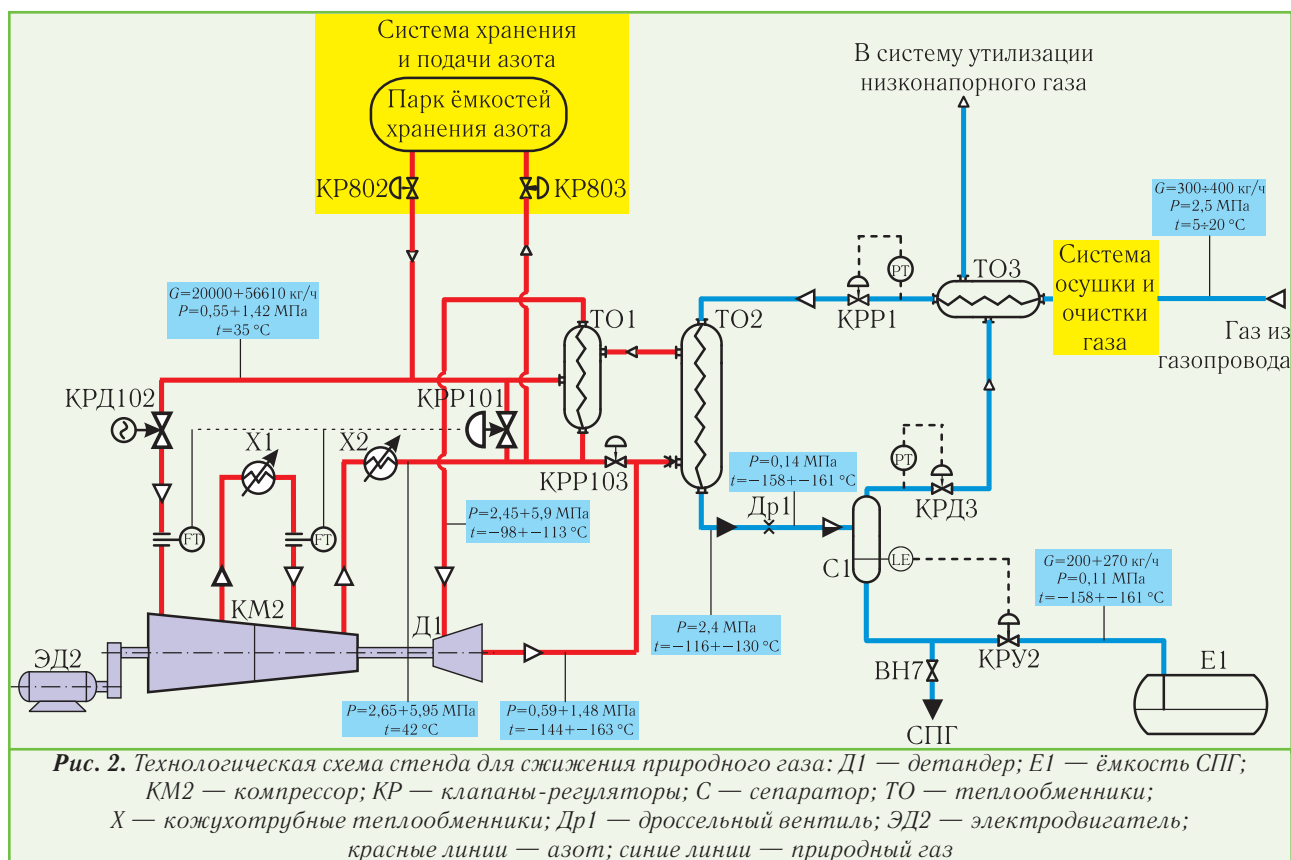 Система хранения
и подачи азота
Парк ёмкостей
хранения азота
КР802
КР803
В систему утилизации
низконапорного газа
G=300÷400 кг/ч
P=2,5 МПа
t=5÷20 °C
Система
осушки и
очистки
газа
Газ из
газопровода
ТО3
PT
КРР1
ТО2
ТО1
G=20000+56610 кг/ч
P=0,55+1,42 МПа
t=35 °C
КРД102
КРР101
X1
X2
КРР103
FT
FT
P=2,45+5,9 МПа
t=−98+−113 °C
P=0,14 МПа
t=−158+−161 °C
Др1
PT
КРД3
С1
LE
G=200+270 кг/ч
P=0,11 МПа
t=−158+−161 °C
КРУ2
Е1
ВН7
СПГ
P=2,4 МПа
t=−116+−130 °C
КМ2
Д1
ЭД2
P=2,65+5,95 МПа
t=42 °C
P=0,59+1,48 МПа
t=−144+−163 °C
Рис. 2. Технологическая схема стенда для сжижения природного газа: Д1 — детандер; Е1 — ёмкость СПГ;
КМ2 — компрессор; КР — клапаны-регуляторы; С — сепаратор; ТО — теплообменники;
Х — кожухотрубные теплообменники; Др1 — дроссельный вентиль; ЭД2 — электродвигатель;
красные линии — азот; синие линии — природный газ